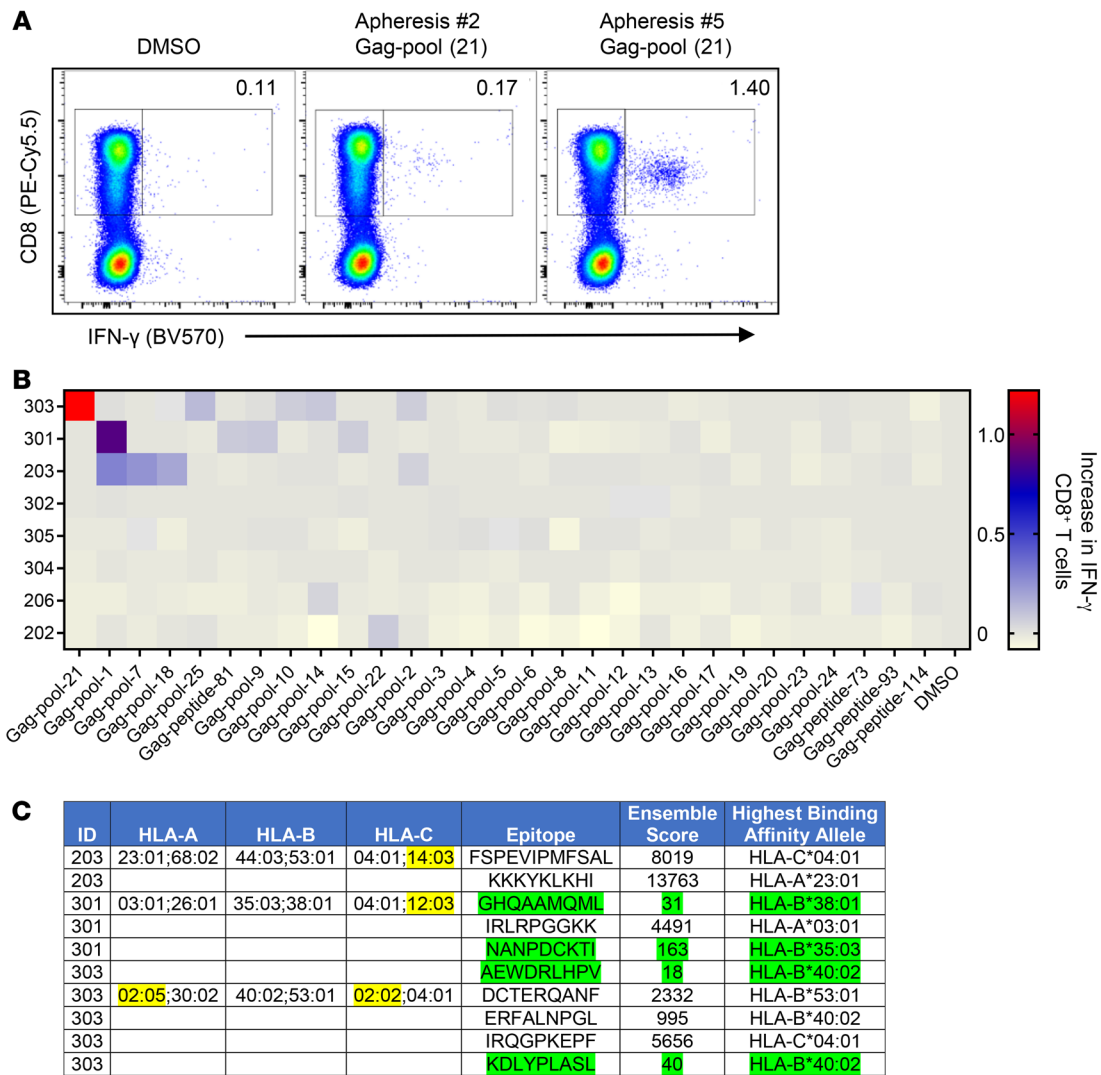 A
DMSO
Apheresis #2
Gag-pool (21)
Apheresis #5
Gag-pool (21)
0.11
0.17
1.40
CD8 (PE-Cy5.5)
IFN-γ (BV570)
B
303
301
203
302
305
304
206
202
Gag-pool-21
Gag-pool-1
Gag-pool-7
Gag-pool-18
Gag-pool-25
Gag-peptide-81
Gag-pool-9
Gag-pool-10
Gag-pool-14
Gag-pool-15
Gag-pool-22
Gag-pool-2
Gag-pool-3
Gag-pool-4
Gag-pool-5
Gag-pool-6
Gag-pool-8
Gag-pool-11
Gag-pool-12
Gag-pool-13
Gag-pool-16
Gag-pool-17
Gag-pool-19
Gag-pool-20
Gag-pool-23
Gag-pool-24
Gag-peptide-73
Gag-peptide-93
Gag-peptide-114
DMSO
1.0
0.5
0
Increase in IFN-γ
CD8⁺ T cells
C
ID HLA-A HLA-B HLA-C Epitope Ensemble Score Highest Binding Affinity Allele
203 23:01;68:02 44:03;53:01 04:01;14:03 FSPEVIPMFSAL 8019 HLA-C*04:01
203 KKKYKLKHI 13763 HLA-A*23:01
301 03:01;26:01 35:03;38:01 04:01;12:03 GHQAAMQML 31 HLA-B*38:01
301 IRLRPGGKK 4491 HLA-A*03:01
301 NANPDCKTI 163 HLA-B*35:03
303 AEWDRLHPV 18 HLA-B*40:02
303 02:05;30:02 40:02;53:01 02:02;04:01 DCTERQANF 2332 HLA-B*53:01
303 ERFALNPGL 995 HLA-B*40:02
303 IRQGPKEPF 5656 HLA-C*04:01
303 KDLYPLASL 40 HLA-B*40:02